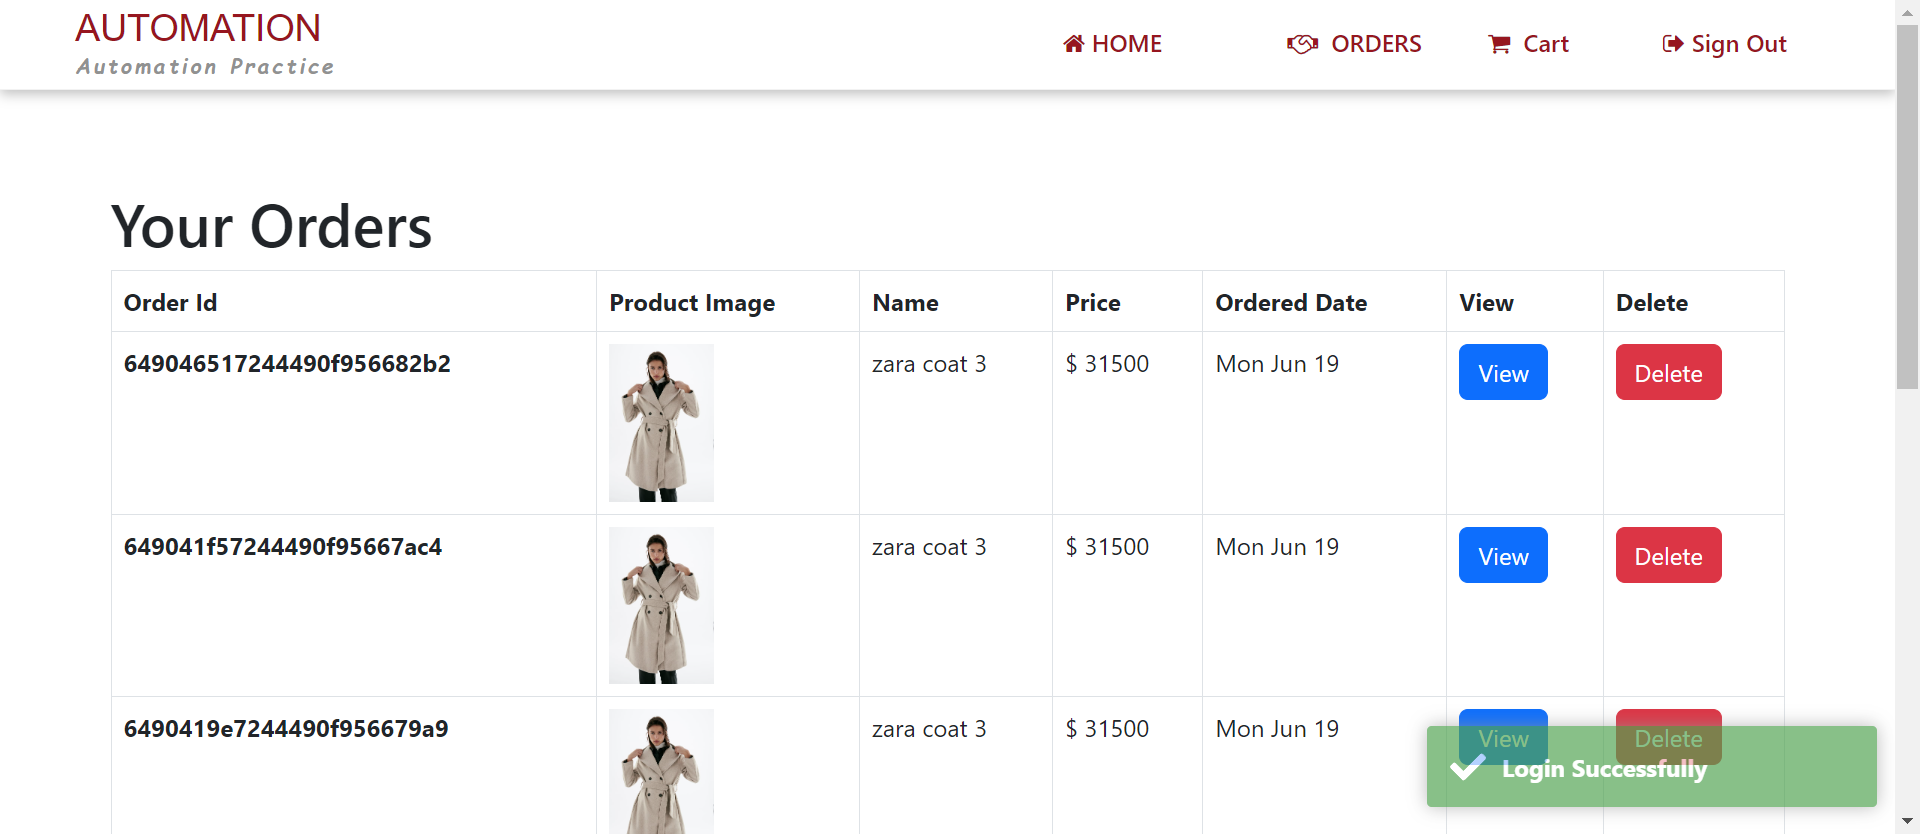 AUTOMATION
Automation Practice
HOME
ORDERS
Cart
Sign Out
Your Orders
Order Id Product Image Name Price Ordered Date View Delete
649046517244490f956682b2 zara coat 3 $ 31500 Mon Jun 19 View Delete
649041f57244490f95667ac4 zara coat 3 $ 31500 Mon Jun 19 View Delete
6490419e7244490f956679a9 zara coat 3 $ 31500 Mon Jun 19 View Delete
Login Successfully